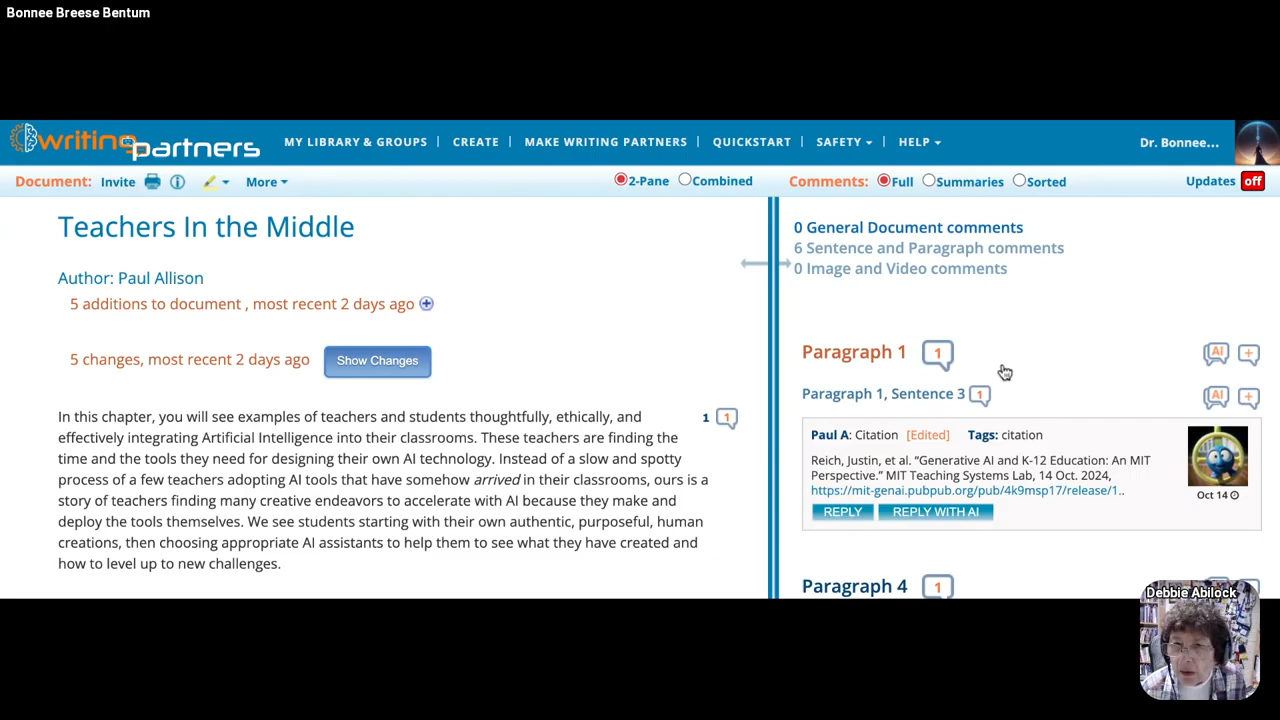 Bonnee Breese Bentum
writing partners
MY LIBRARY & GROUPS | CREATE | MAKE WRITING PARTNERS | QUICKSTART | SAFETY | HELP
Dr. Bonnee...
Document: Invite More
2-Pane Combined
Comments: Full Summaries Sorted
Updates off
Teachers In the Middle
Author: Paul Allison
5 additions to document , most recent 2 days ago
5 changes, most recent 2 days ago Show Changes
In this chapter, you will see examples of teachers and students thoughtfully, ethically, and
effectively integrating Artificial Intelligence into their classrooms. These teachers are finding the
time and the tools they need for designing their own AI technology. Instead of a slow and spotty
process of a few teachers adopting AI tools that have somehow arrived in their classrooms, ours is a
story of teachers finding many creative endeavors to accelerate with AI because they make and
deploy the tools themselves. We see students starting with their own authentic, purposeful, human
creations, then choosing appropriate AI assistants to help them to see what they have created and
how to level up to new challenges.
1 1
0 General Document comments
6 Sentence and Paragraph comments
0 Image and Video comments
Paragraph 1 1 AI +
Paragraph 1, Sentence 3 1 AI +
Paul A: Citation [Edited] Tags: citation
Reich, Justin, et al. “Generative AI and K-12 Education: An MIT
Perspective.” MIT Teaching Systems Lab, 14 Oct. 2024,
https://mit-genai.pubpub.org/pub/4k9msp17/release/1..
Oct 14
REPLY REPLY WITH AI
Paragraph 4 1
Debbie Abilock